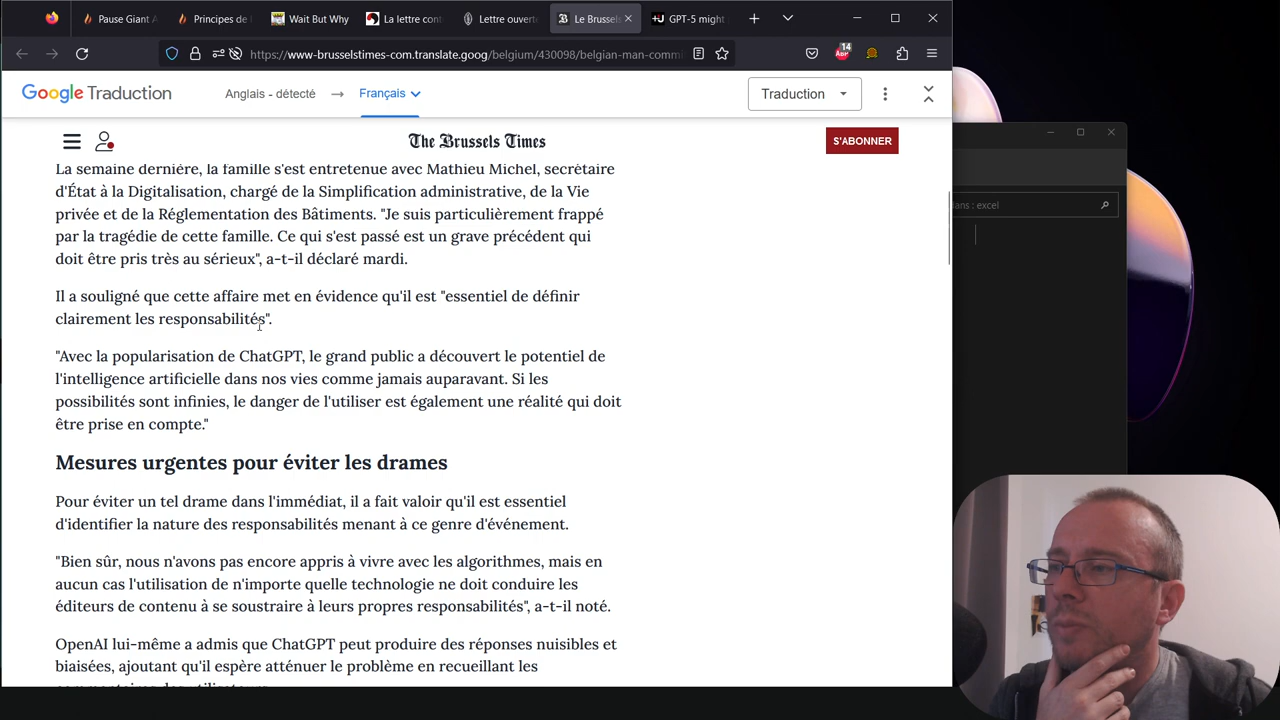 Pause Giant A
Principes de
Wait But Why
La lettre con
Lettre ouvert
Le Brussels
GPT-5 might
https://www-brusselstimes-com.translate.goog/belgium/430098/belgian-man-commi
14
ABP
Google Traduction
Anglais - détecté
Français
Traduction
The Brussels Times
S'ABONNER
La semaine dernière, la famille s'est entretenue avec Mathieu Michel, secrétaire
d'État à la Digitalisation, chargé de la Simplification administrative, de la Vie
privée et de la Réglementation des Bâtiments. "Je suis particulièrement frappé
par la tragédie de cette famille. Ce qui s'est passé est un grave précédent qui
doit être pris très au sérieux", a-t-il déclaré mardi.
Il a souligné que cette affaire met en évidence qu'il est "essentiel de définir
clairement les responsabilités".
"Avec la popularisation de ChatGPT, le grand public a découvert le potentiel de
l'intelligence artificielle dans nos vies comme jamais auparavant. Si les
possibilités sont infinies, le danger de l'utiliser est également une réalité qui doit
être prise en compte."
Mesures urgentes pour éviter les drames
Pour éviter un tel drame dans l'immédiat, il a fait valoir qu'il est essentiel
d'identifier la nature des responsabilités menant à ce genre d'événement.
"Bien sûr, nous n'avons pas encore appris à vivre avec les algorithmes, mais en
aucun cas l'utilisation de n'importe quelle technologie ne doit conduire les
éditeurs de contenu à se soustraire à leurs propres responsabilités", a-t-il noté.
OpenAI lui-même a admis que ChatGPT peut produire des réponses nuisibles et
biaisées, ajoutant qu'il espère atténuer le problème en recueillant les
dans : excel